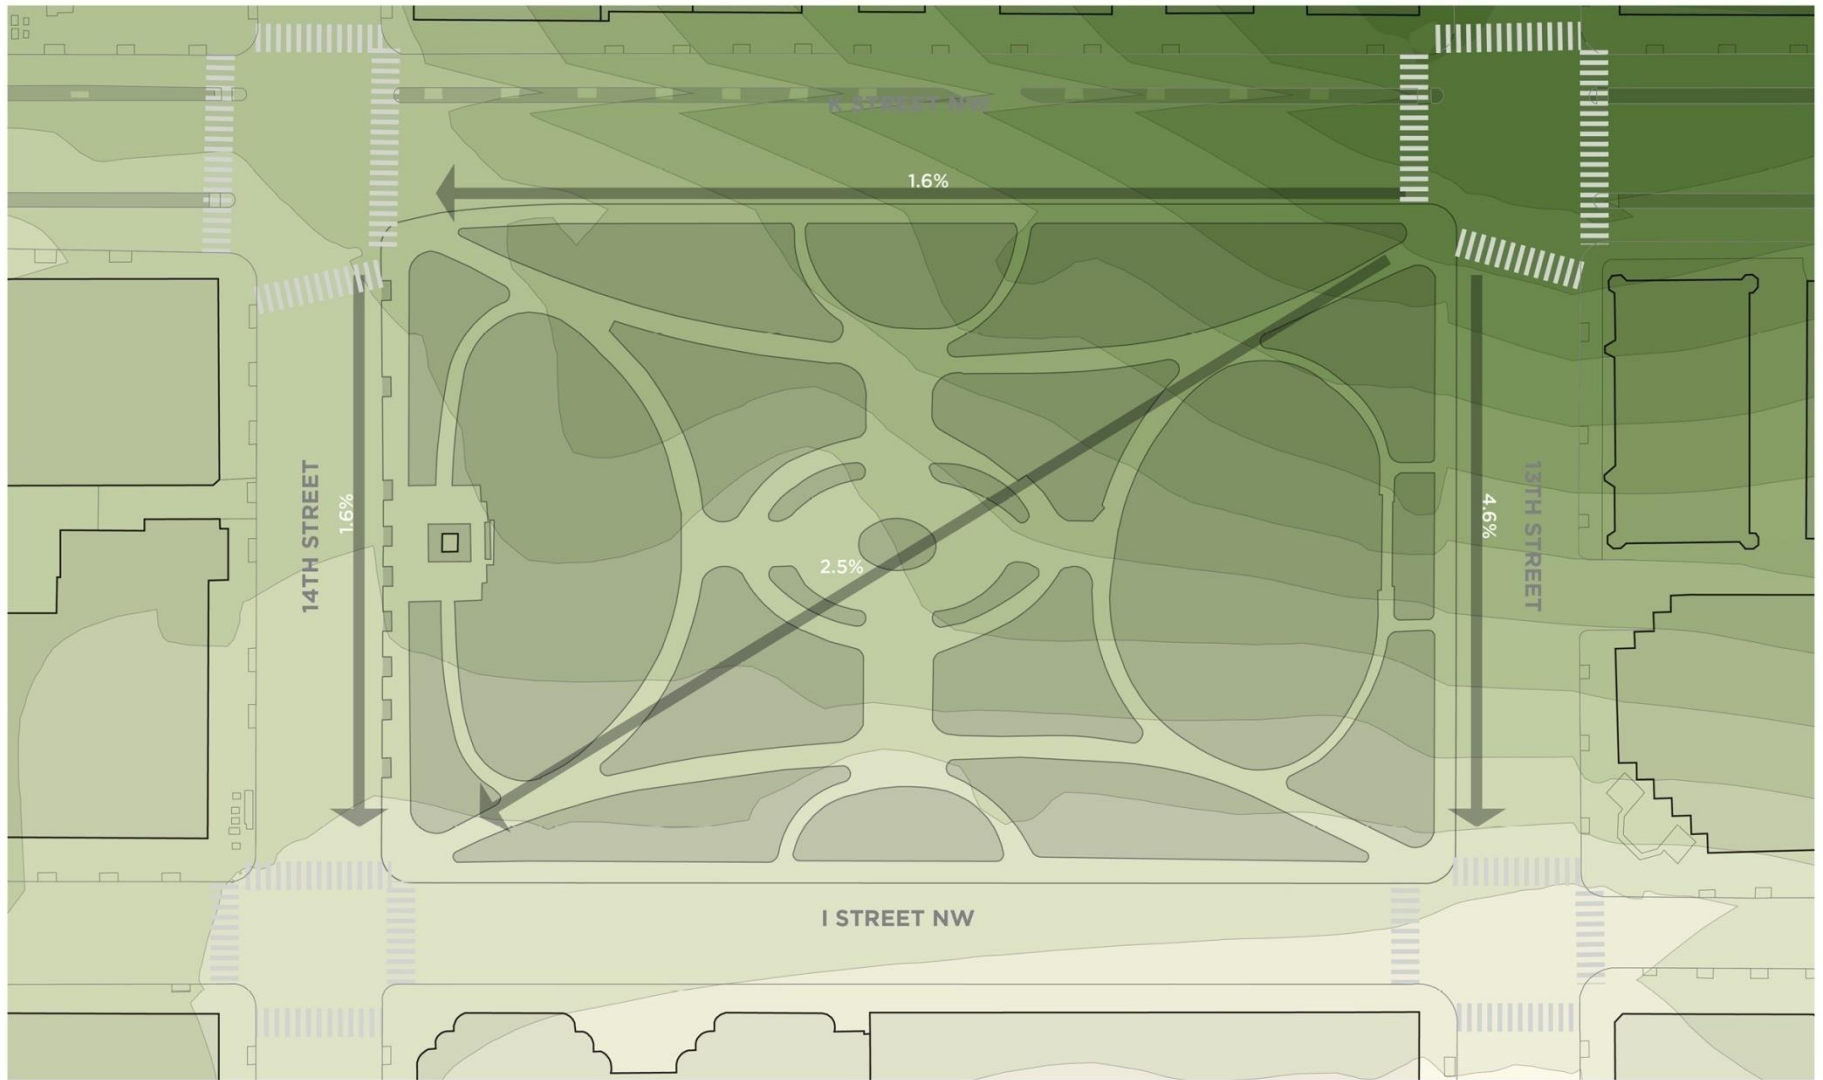 K STREET NW
1.6%
14TH STREET
1.6%
2.5%
4.6%
13TH STREET
I STREET NW